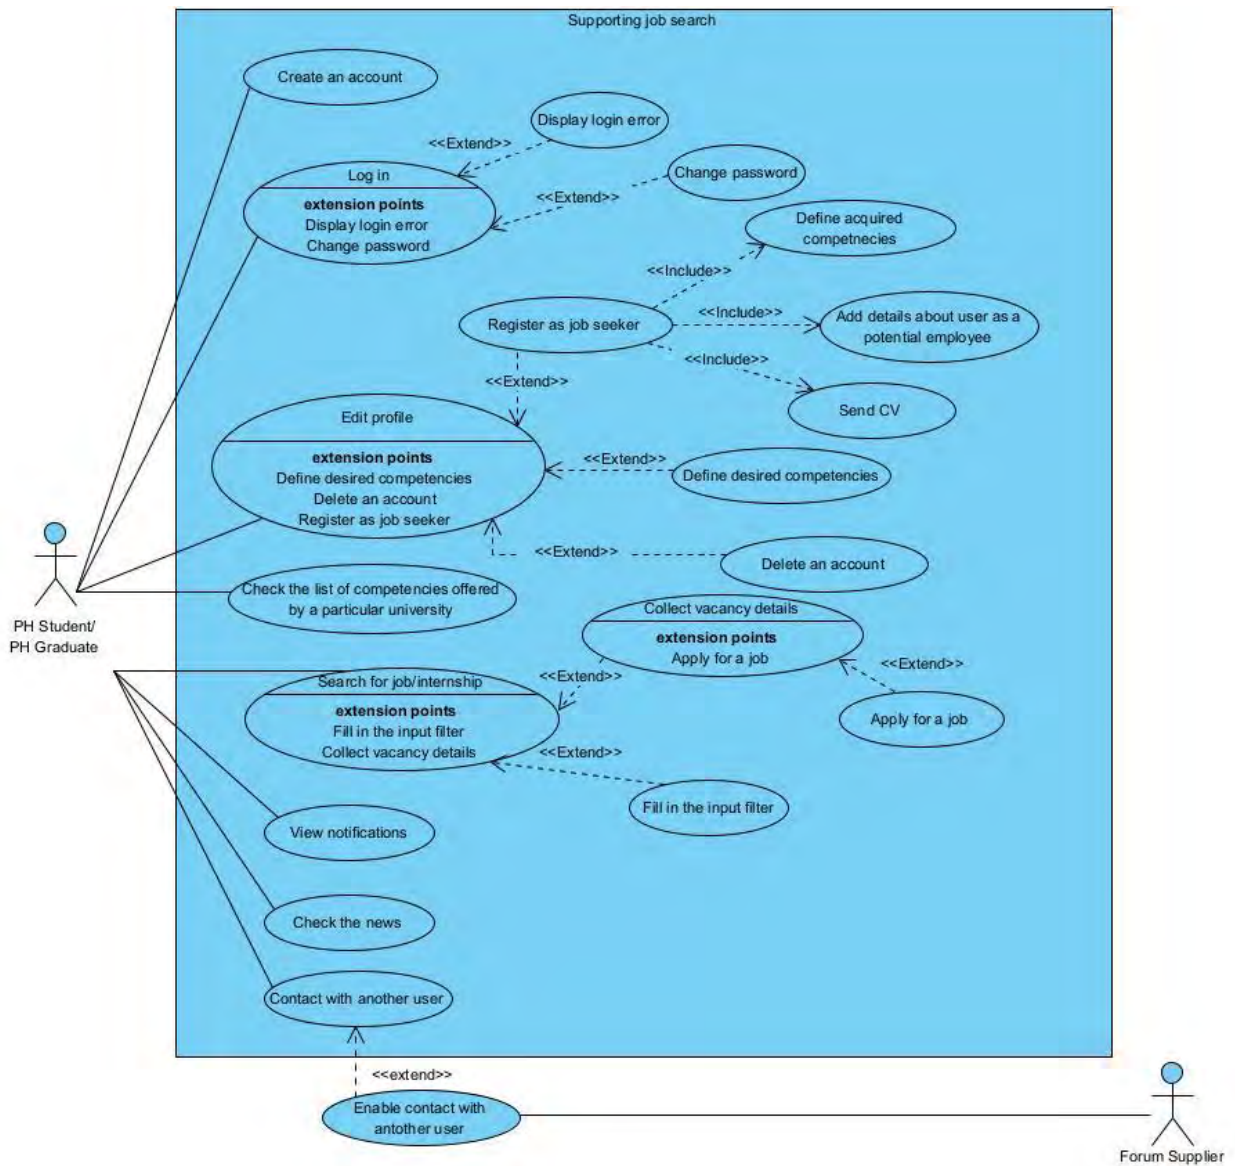 Supporting job search
Create an account
Display login error
<<Extend>>
Log in
extension points
Display login error
Change password
Change password
<<Extend>>
Define acquired
competnecies
<<Include>>
Register as job seeker
<<Include>>
Add details about user as a
potential employee
<<Include>>
Send CV
<<Extend>>
Edit profile
extension points
Define desired competencies
Delete an account
Register as job seeker
<<Extend>>
Define desired competencies
<<Extend>>
Delete an account
PH Student/
PH Graduate
Check the list of competencies offered
by a particular university
Collect vacancy details
extension points
Apply for a job
<<Extend>>
Apply for a job
<<Extend>>
Search for job/internship
extension points
Fill in the input filter
Collect vacancy details
<<Extend>>
Fill in the input filter
View notifications
Check the news
Contact with another user
<<extend>>
Enable contact with
antother user
Forum Supplier